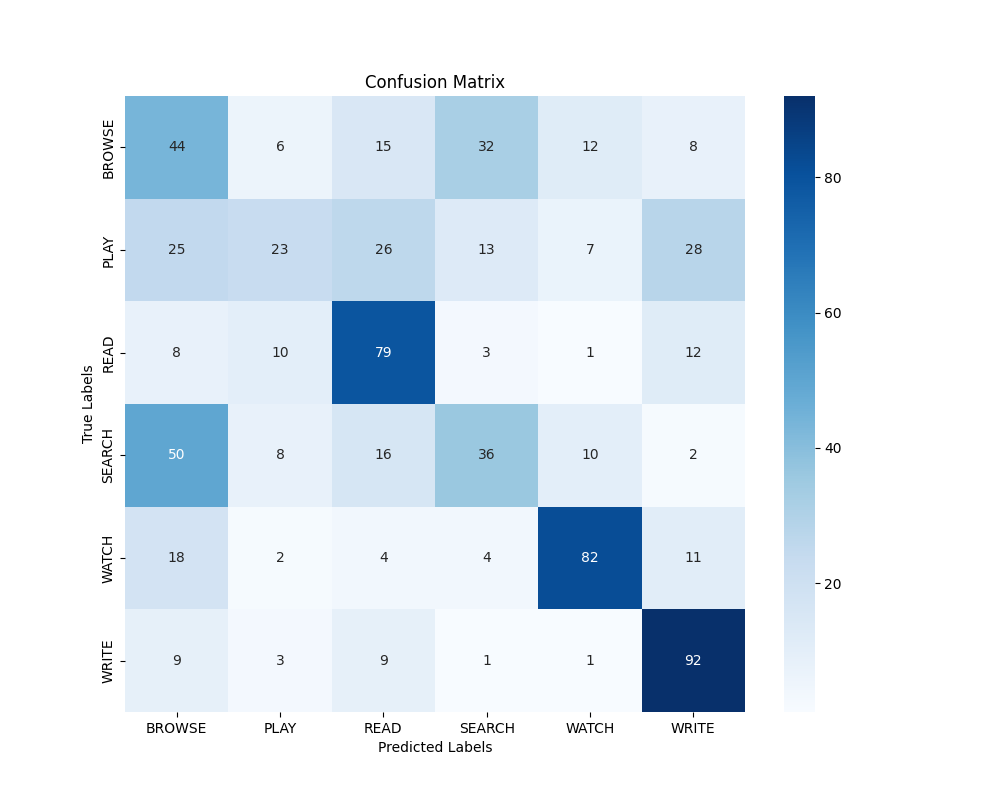 Confusion Matrix
BROWSE 44 6 15 32 12 8
PLAY 25 23 26 13 7 28
READ 8 10 79 3 1 12
SEARCH 50 8 16 36 10 2
WATCH 18 2 4 4 82 11
WRITE 9 3 9 1 1 92
True Labels
BROWSE PLAY READ SEARCH WATCH WRITE
Predicted Labels
80
60
40
20